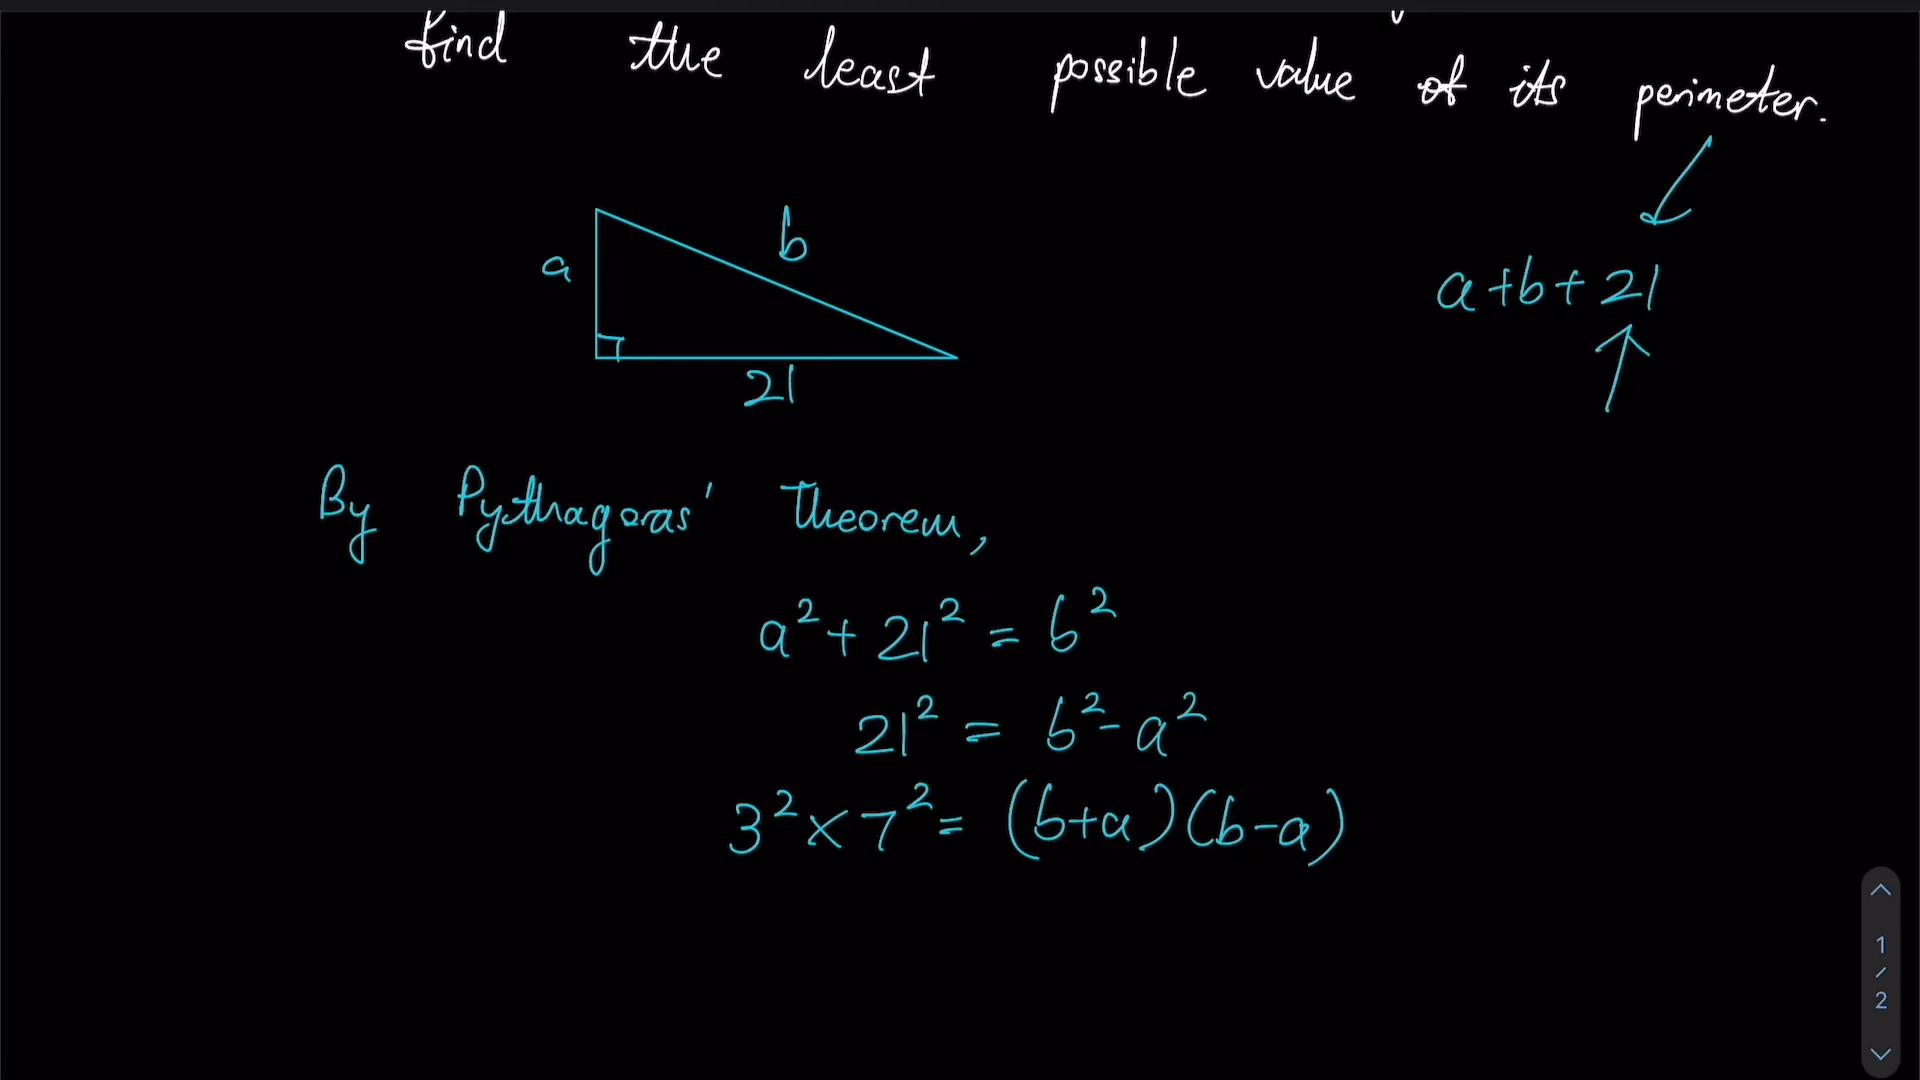 find the least possible value of its perimeter.
b
a
a+b+21
21
By Pythagoras' Theorem,
a²+21²=b²
21²=b²-a²
3²×7²=(b+a)(b-a)
1
/
2